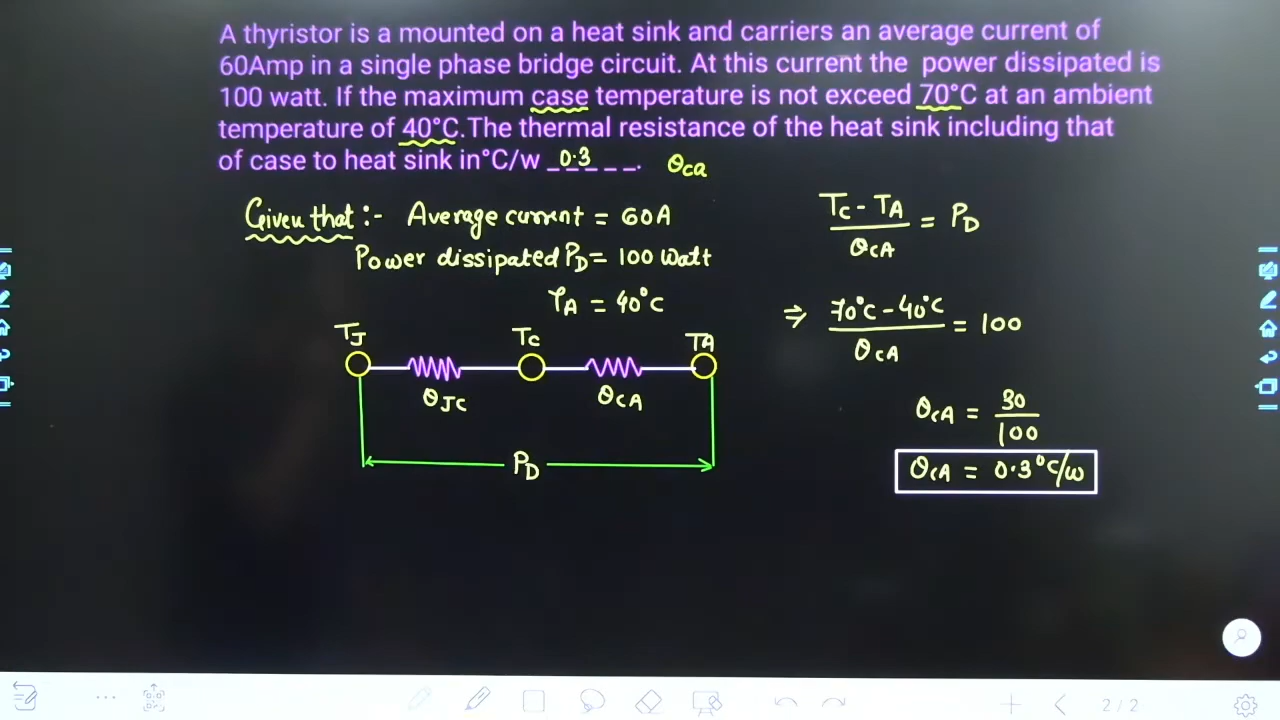 A thyristor is a mounted on a heat sink and carriers an average current of
60Amp in a single phase bridge circuit. At this current the power dissipated is
100 watt. If the maximum case temperature is not exceed 70°C at an ambient
temperature of 40°C.The thermal resistance of the heat sink including that
of case to heat sink in°C/w _0.3_ _ _. θca
Given that :- Average current = 60A
Power dissipated PD = 100 Watt
TA = 40°C
TJ TC TA
θJC θCA
PD
TC - TA / θCA = PD
⇒ 70°C - 40°C / θCA = 100
θCA = 30 / 100
θCA = 0.3°C/w
2 / 2